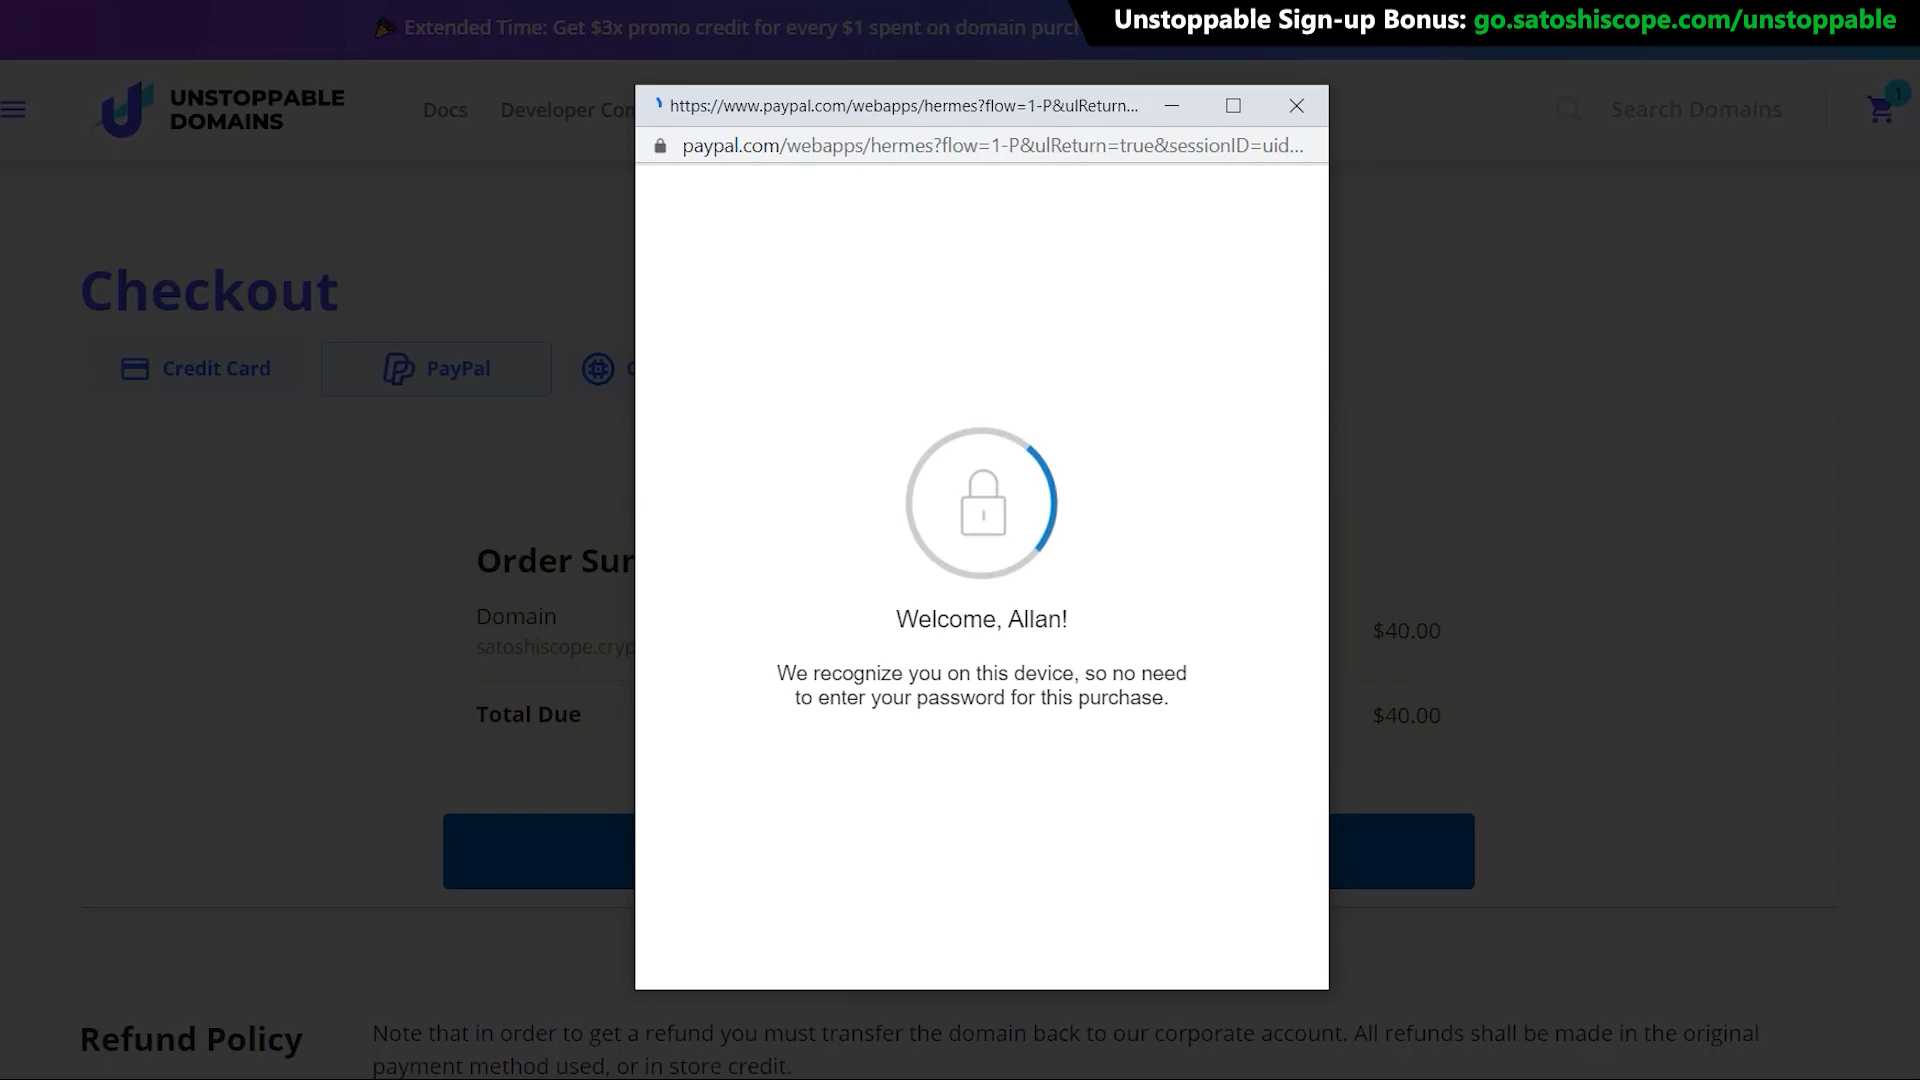 Extended Time: Get $3x promo credit for every $1 spent on domain purch
Unstoppable Sign-up Bonus: go.satoshiscope.com/unstoppable
UNSTOPPABLE
DOMAINS
Docs
Developer Con
Search Domains
1
https://www.paypal.com/webapps/hermes?flow=1-P&ulReturn...
paypal.com/webapps/hermes?flow=1-P&ulReturn=true&sessionID=uid...
Checkout
Credit Card
PayPal
Welcome, Allan!
We recognize you on this device, so no need
to enter your password for this purchase.
Order Sur
Domain
satoshiscope.cryp
$40.00
Total Due
$40.00
Refund Policy
Note that in order to get a refund you must transfer the domain back to our corporate account. All refunds shall be made in the original
payment method used, or in store credit.